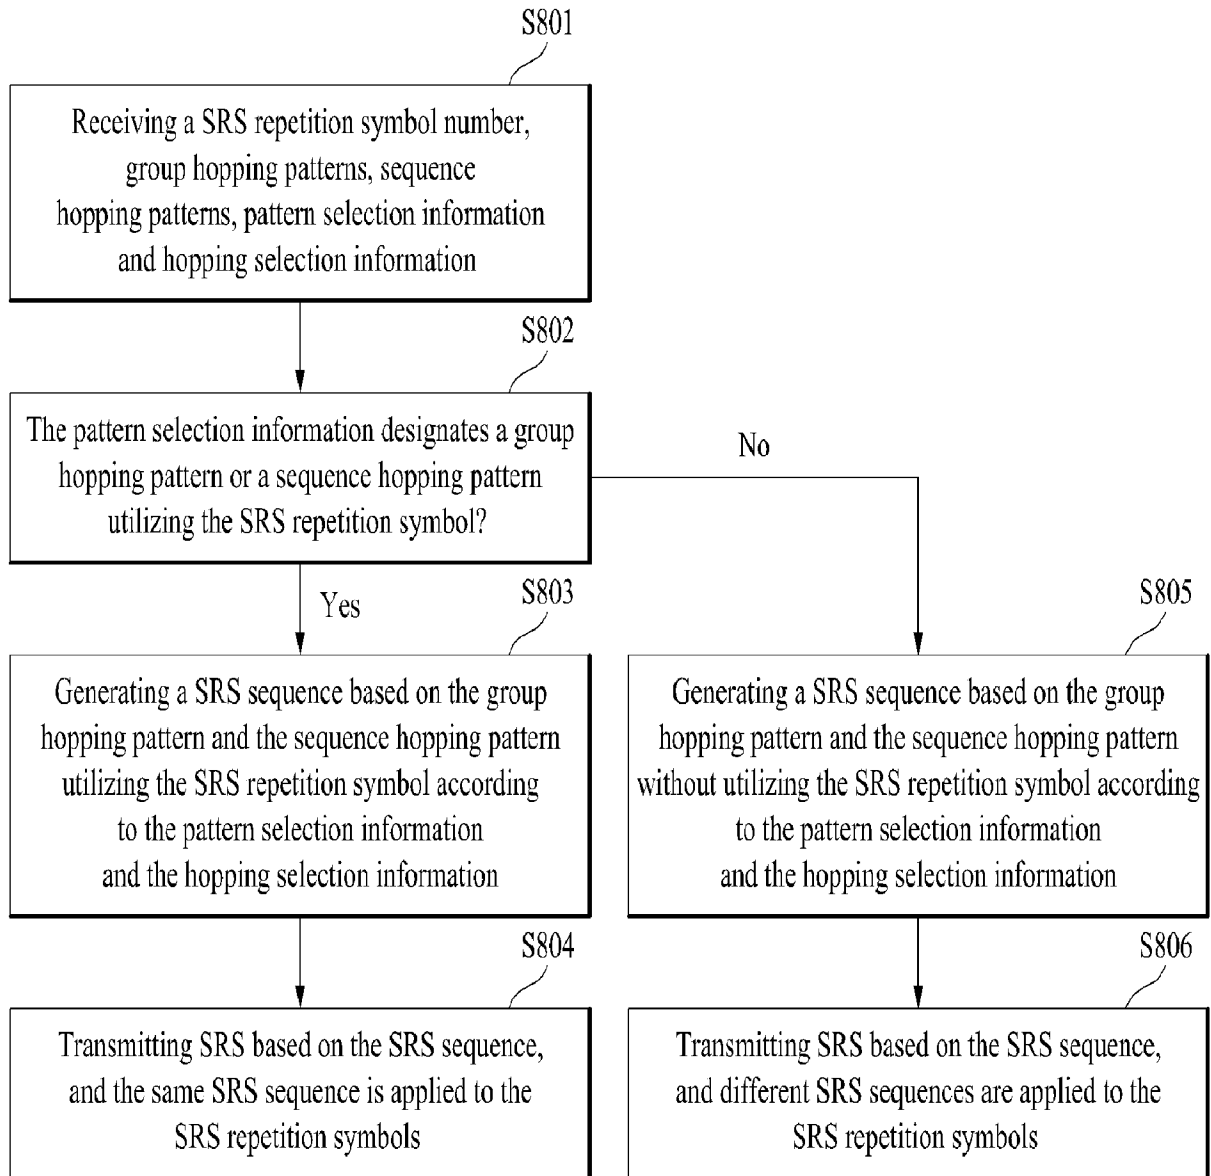 S801
Receiving a SRS repetition symbol number,
group hopping patterns, sequence
hopping patterns, pattern selection information
and hopping selection information
S802
The pattern selection information designates a group
hopping pattern or a sequence hopping pattern
utilizing the SRS repetition symbol?
No
Yes
S803
Generating a SRS sequence based on the group
hopping pattern and the sequence hopping pattern
utilizing the SRS repetition symbol according
to the pattern selection information
and the hopping selection information
S805
Generating a SRS sequence based on the group
hopping pattern and the sequence hopping pattern
without utilizing the SRS repetition symbol according
to the pattern selection information
and the hopping selection information
S804
Transmitting SRS based on the SRS sequence,
and the same SRS sequence is applied to the
SRS repetition symbols
S806
Transmitting SRS based on the SRS sequence,
and different SRS sequences are applied to the
SRS repetition symbols